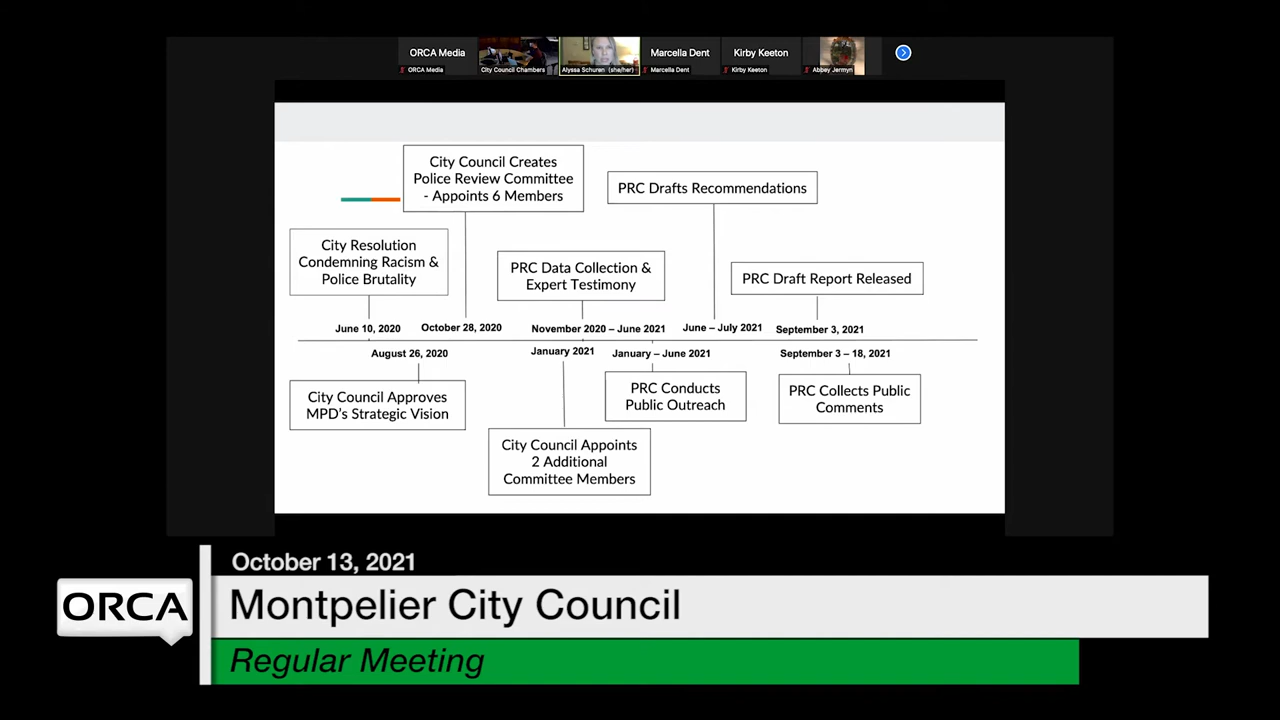 ORCA Media
Marcella Dent
Kirby Keeton
ORCA Media
City Council Chambers
Alyssa Schuren (she/her)
Marcella Dent
Kirby Keeton
Abbey Jermyn
City Council Creates
Police Review Committee
- Appoints 6 Members
PRC Drafts Recommendations
City Resolution
Condemning Racism &
Police Brutality
PRC Data Collection &
Expert Testimony
PRC Draft Report Released
June 10, 2020
October 28, 2020
November 2020 – June 2021
June – July 2021
September 3, 2021
August 26, 2020
January 2021
January – June 2021
September 3 – 18, 2021
City Council Approves
MPD's Strategic Vision
PRC Conducts
Public Outreach
PRC Collects Public
Comments
City Council Appoints
2 Additional
Committee Members
October 13, 2021
ORCA
Montpelier City Council
Regular Meeting